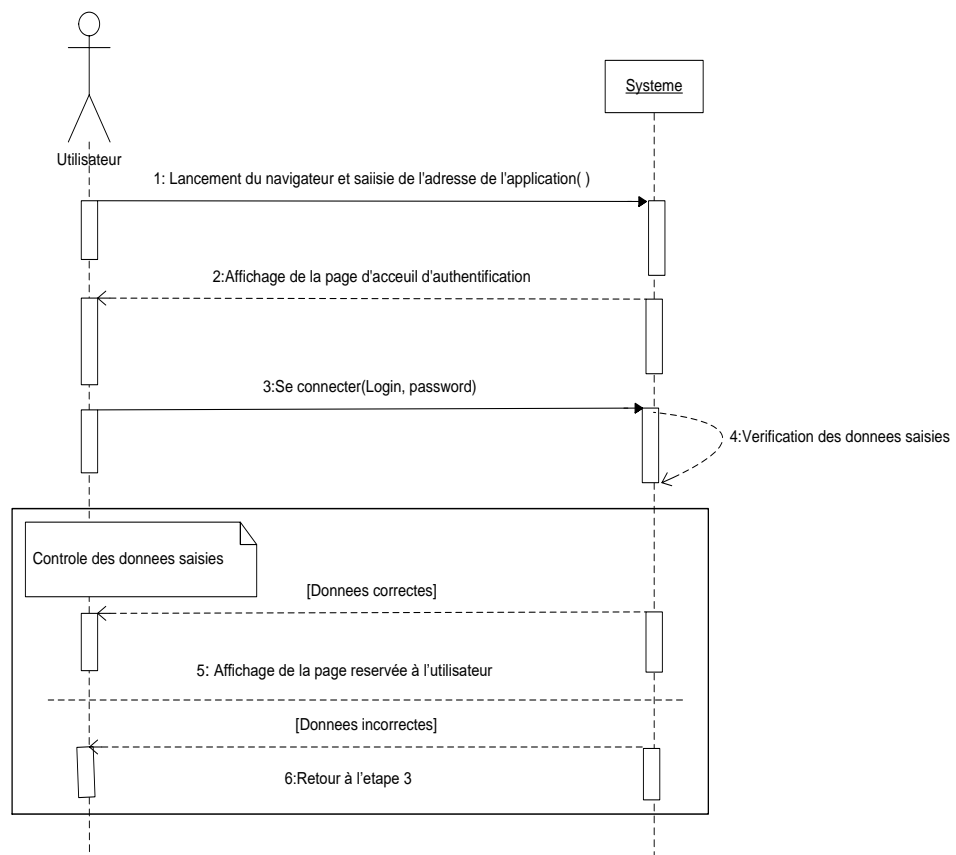 Systeme
Utilisateur
1: Lancement du navigateur et saiisie de l'adresse de l'application( )
2:Affichage de la page d'acceuil d'authentification
3:Se connecter(Login, password)
4:Verification des donnees saisies
Controle des donnees saisies
[Donnees correctes]
5: Affichage de la page reservée à l'utilisateur
[Donnees incorrectes]
6:Retour à l'etape 3